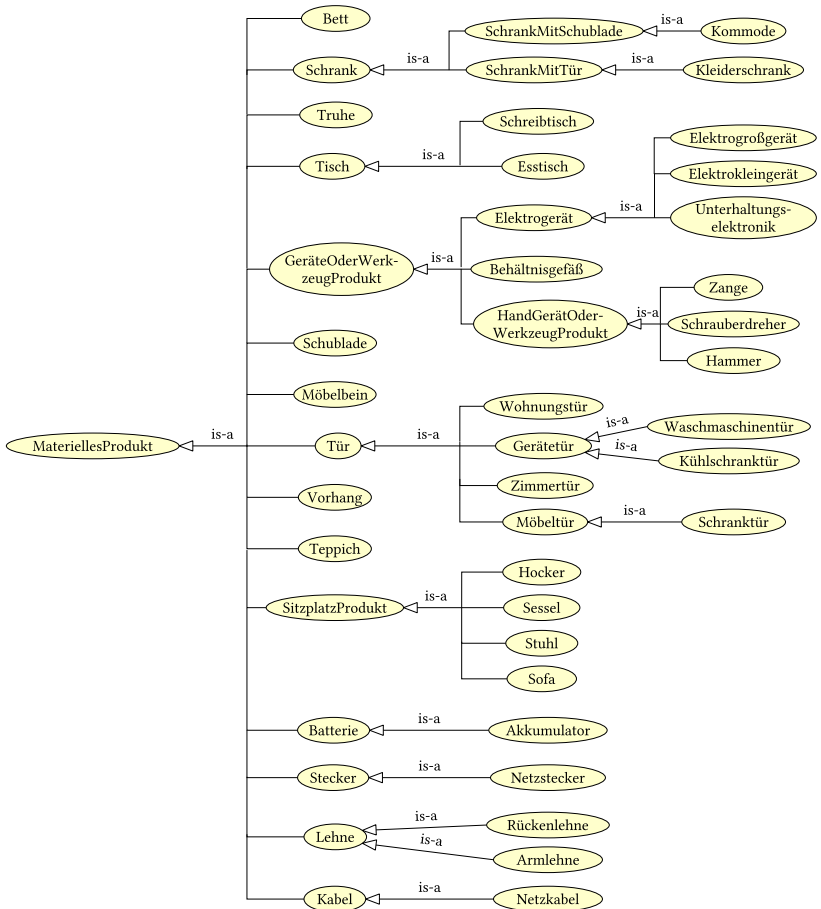 Bett
SchrankMitSchublade
is-a
Kommode
Schrank
is-a
SchrankMitTür
is-a
Kleiderschrank
Truhe
Schreibtisch
Tisch
is-a
Esstisch
Elektrogroßgerät
Elektrokleingerät
Elektrogerät
is-a
Unterhaltungs-
elektronik
GeräteOderWerk-
zeugProdukt
is-a
Behältnisgefäß
Zange
HandGerätOder-
WerkzeugProdukt
is-a
Schrauberdreher
Hammer
Schublade
Möbelbein
Wohnungstür
MateriellesProdukt
is-a
Tür
is-a
Gerätetür
is-a
Waschmaschinentür
is-a
Kühlschranktür
Zimmertür
Vorhang
Möbeltür
is-a
Schranktür
Teppich
Hocker
SitzplatzProdukt
is-a
Sessel
Stuhl
Sofa
Batterie
is-a
Akkumulator
Stecker
is-a
Netzstecker
Lehne
is-a
Rückenlehne
is-a
Armlehne
Kabel
is-a
Netzkabel